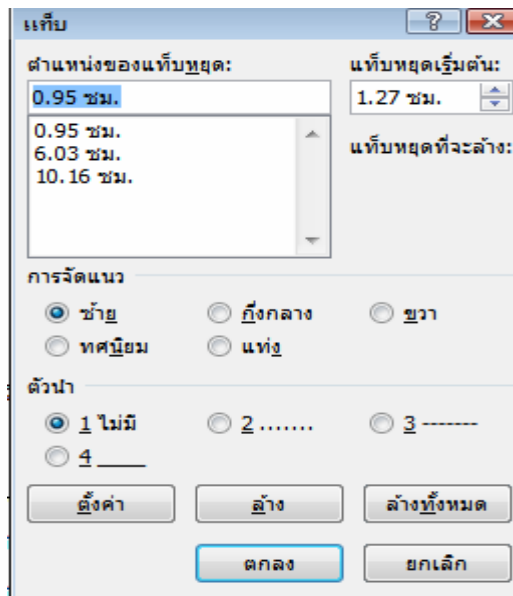 แท็บ
ตำแหน่งของแท็บหยุด: แท็บหยุดเริ่มต้น:
0.95 ซม. 1.27 ซม.
0.95 ซม. แท็บหยุดที่จะล้าง:
6.03 ซม.
10.16 ซม.
การจัดแนว
ซ้าย กึ่งกลาง ขวา
ทศนิยม แท่ง
ตัวนำ
1 ไม่มี 2 ....... 3 -------
4 ____
ตั้งค่า ล้าง ล้างทั้งหมด
ตกลง ยกเลิก